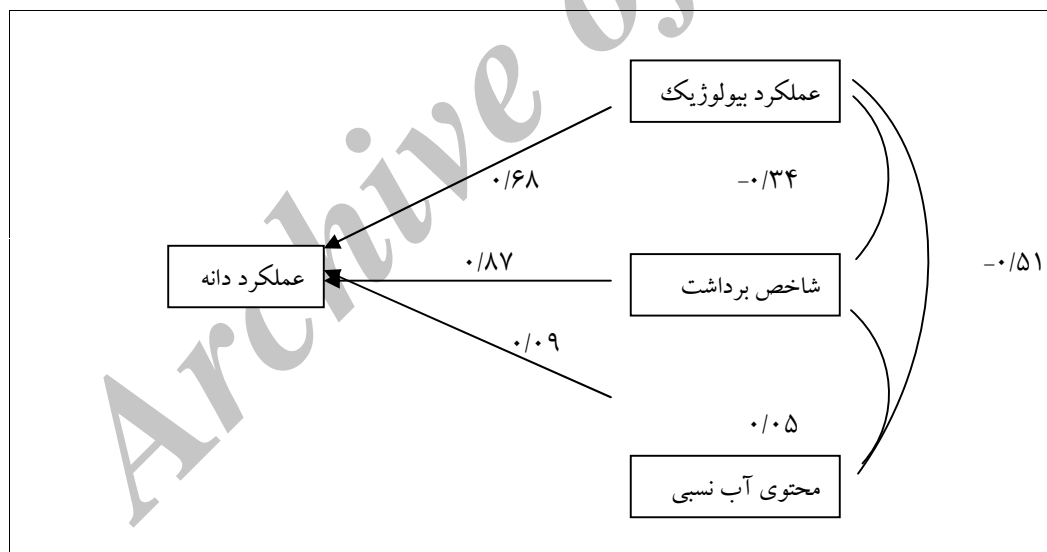 عملکرد بیولوژیک
۰/۶۸
-۰/۳۴
عملکرد دانه
۰/۸۷
شاخص برداشت
-۰/۵۱
۰/۰۹
۰/۰۵
محتوی آب نسبی
Archive of